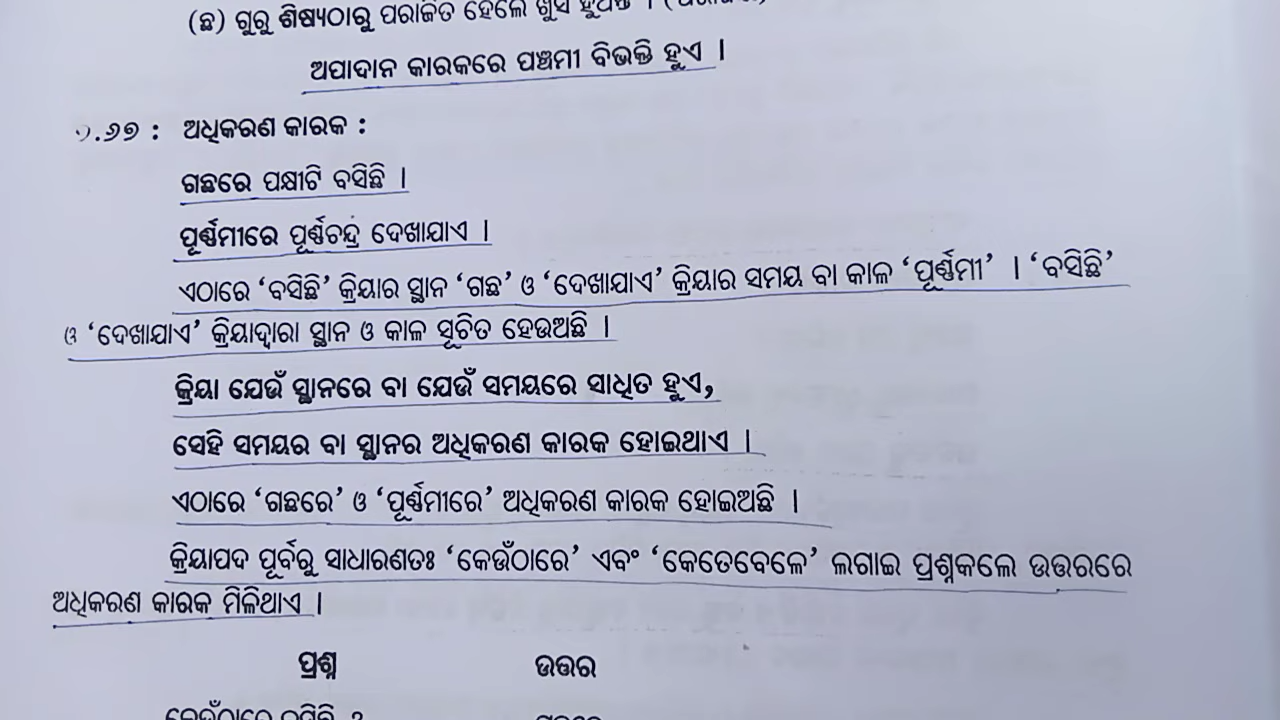 (ଛ) ଗୁରୁ ଶିଷ୍ୟଠାରୁ ପରାଜିତ ହେଲେ ଖୁସି ହୁଅନ୍ତି ।
ଅପାଦାନ କାରକରେ ପଞ୍ଚମୀ ବିଭକ୍ତି ହୁଏ ।
.୬୭ : ଅଧିକରଣ କାରକ :
ଗଛରେ ପକ୍ଷୀଟି ବସିଛି ।
ପୂର୍ଣ୍ଣମୀରେ ପୂର୍ଣ୍ଣଚନ୍ଦ୍ର ଦେଖାଯାଏ ।
ଏଠାରେ ‘ବସିଛି’ କ୍ରିୟାର ସ୍ଥାନ ‘ଗଛ’ ଓ ‘ଦେଖାଯାଏ’ କ୍ରିୟାର ସମୟ ବା କାଳ ‘ପୂର୍ଣ୍ଣମୀ’ । ‘ବସିଛି’
ଓ ‘ଦେଖାଯାଏ’ କ୍ରିୟାଦ୍ୱାରା ସ୍ଥାନ ଓ କାଳ ସୂଚିତ ହେଉଅଛି ।
କ୍ରିୟା ଯେଉଁ ସ୍ଥାନରେ ବା ଯେଉଁ ସମୟରେ ସାଧିତ ହୁଏ,
ସେହି ସମୟର ବା ସ୍ଥାନର ଅଧିକରଣ କାରକ ହୋଇଥାଏ ।
ଏଠାରେ ‘ଗଛରେ’ ଓ ‘ପୂର୍ଣ୍ଣମୀରେ’ ଅଧିକରଣ କାରକ ହୋଇଅଛି ।
କ୍ରିୟାପଦ ପୂର୍ବରୁ ସାଧାରଣତଃ ‘କେଉଁଠାରେ’ ଏବଂ ‘କେତେବେଳେ’ ଲଗାଇ ପ୍ରଶ୍ନକଲେ ଉତ୍ତରରେ
ଅଧିକରଣ କାରକ ମିଳିଥାଏ ।
ପ୍ରଶ୍ନ ଉତ୍ତର
କେଉଁଠାରେ ବସିଛି ?